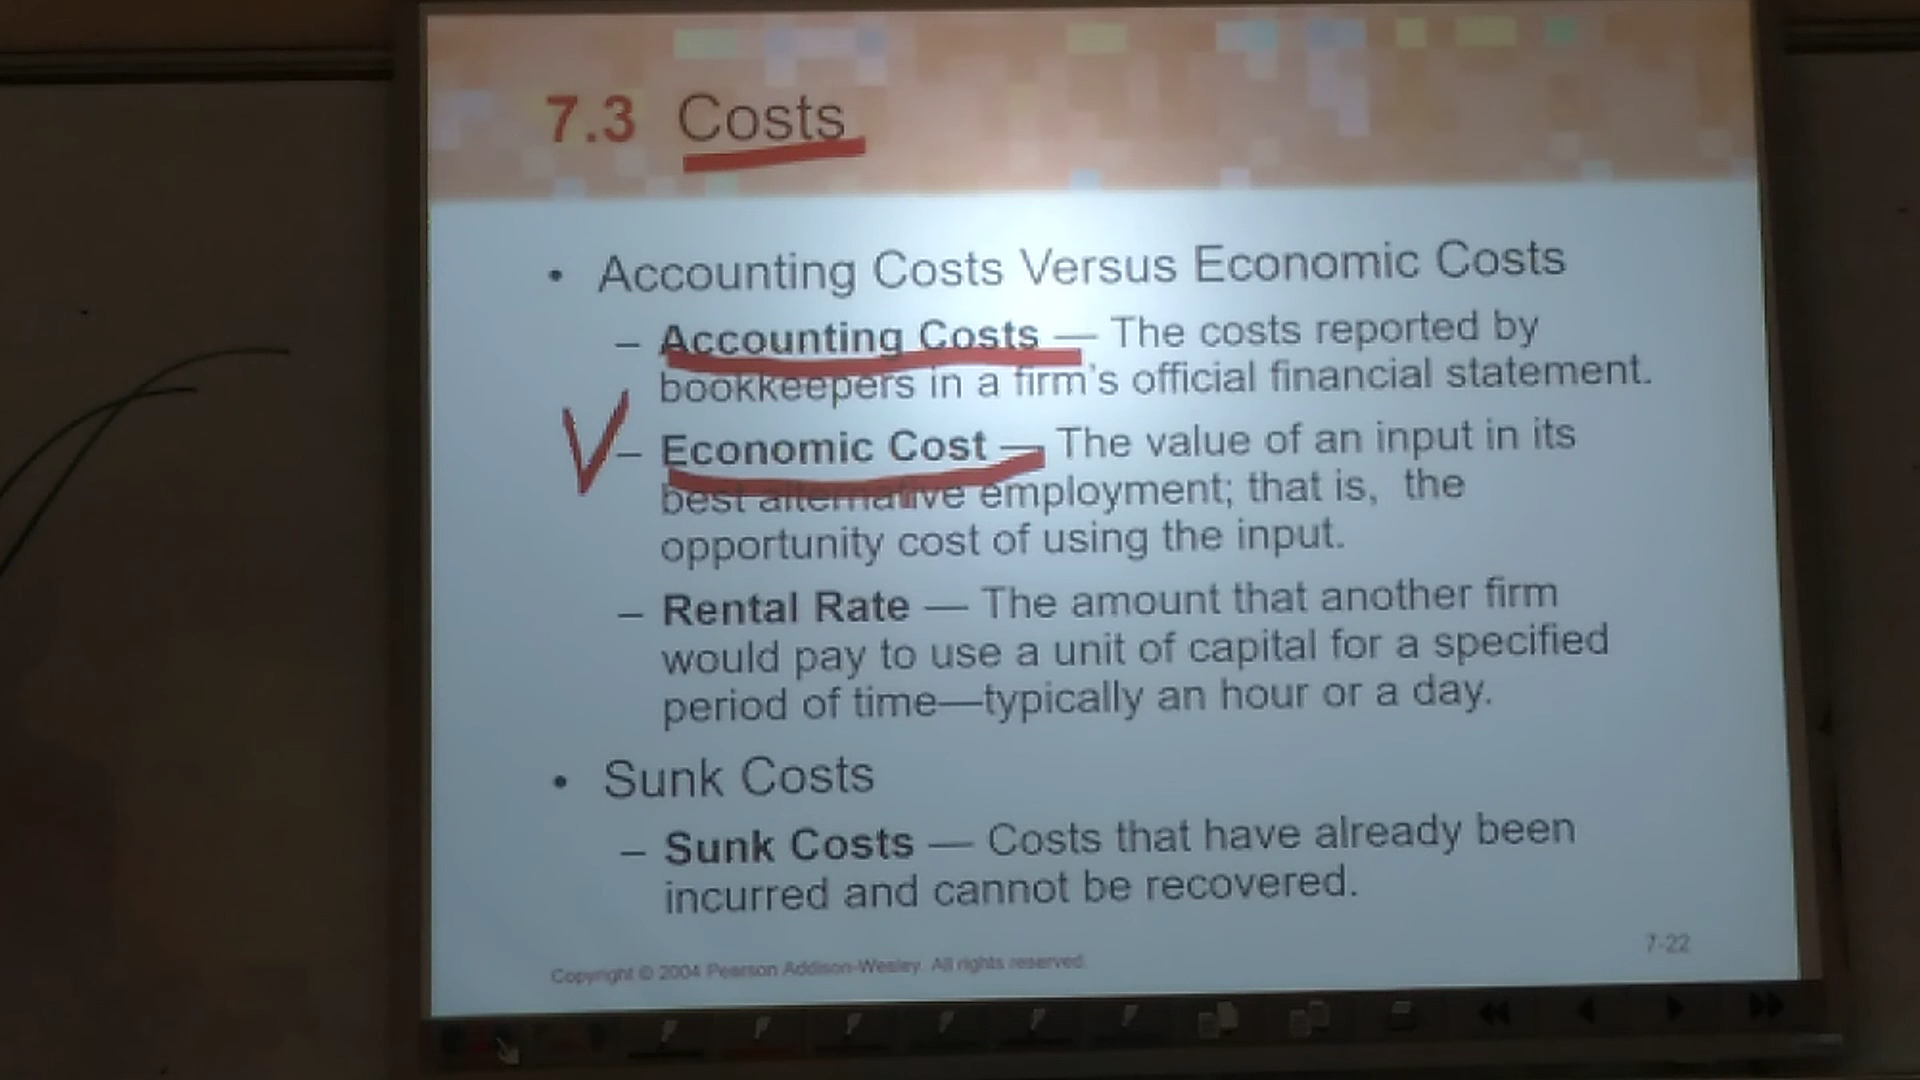 7.3 Costs
• Accounting Costs Versus Economic Costs
– Accounting Costs — The costs reported by
bookkeepers in a firm's official financial statement.
– Economic Cost — The value of an input in its
best alternative employment; that is, the
opportunity cost of using the input.
– Rental Rate — The amount that another firm
would pay to use a unit of capital for a specified
period of time—typically an hour or a day.
• Sunk Costs
– Sunk Costs — Costs that have already been
incurred and cannot be recovered.
7-22
Copyright © 2004 Pearson Addison-Wesley. All rights reserved.